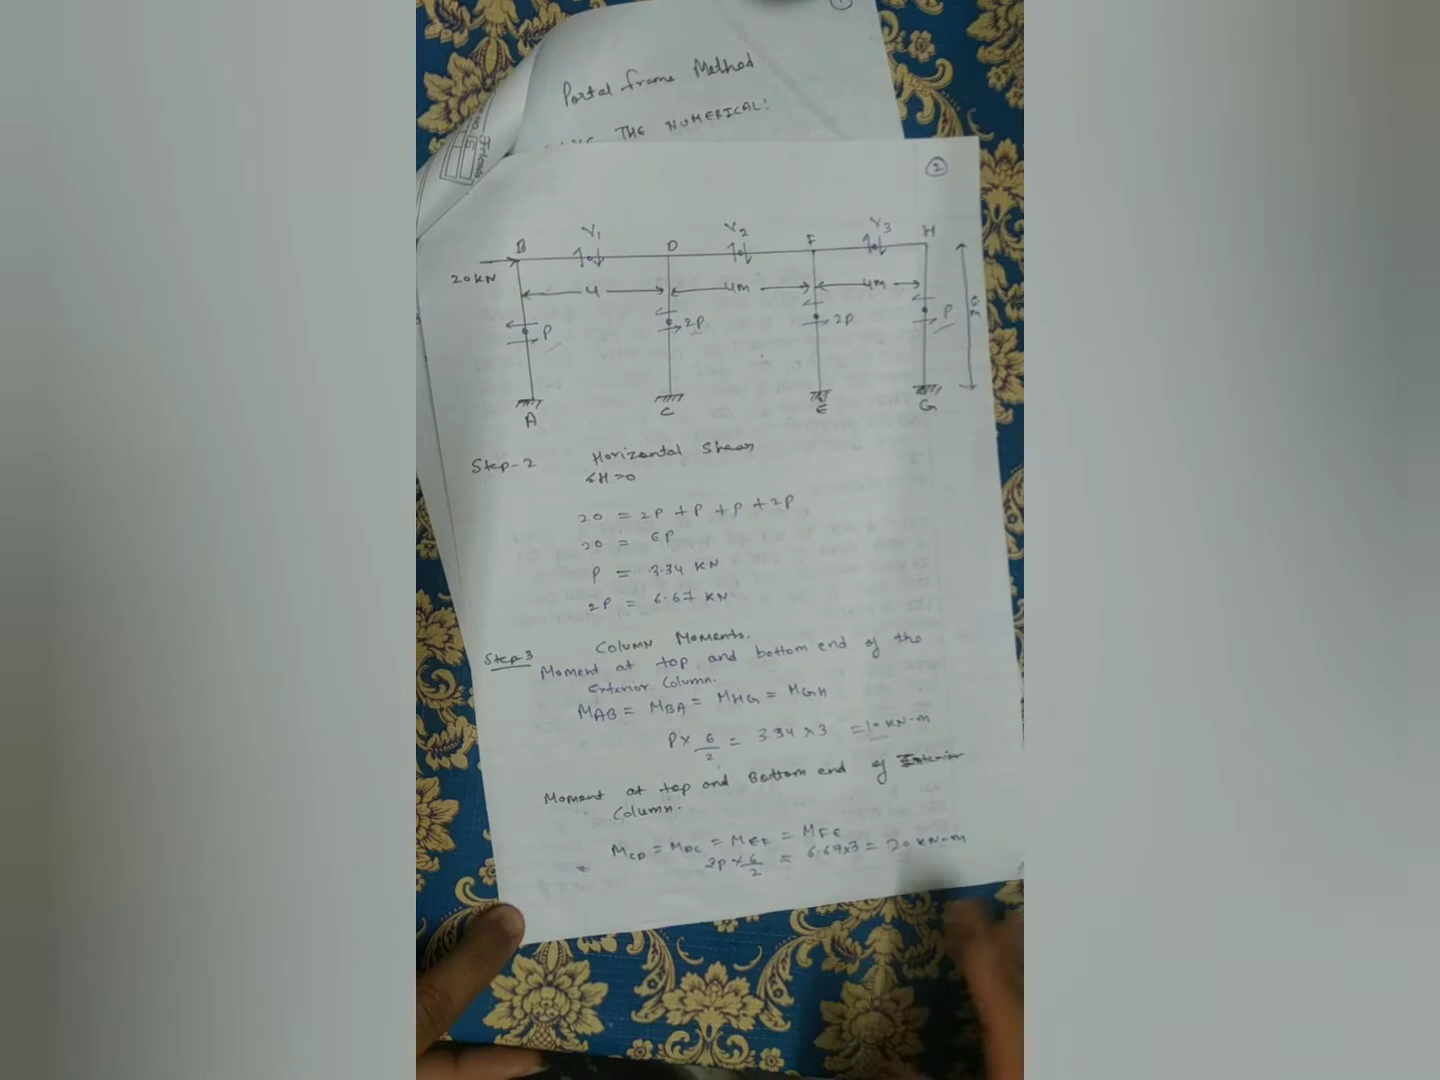 Portal frame Method
THE NUMERICAL!
2
V1 V2 V3
B D F H
20KN
4 4m 4m
P 2P 2P P
A C E G
Step-2 Horizontal Shear
ΣH=0
20 = 2P + P + P + 2P
20 = 6P
P = 3.34 KN
2P = 6.67 KN
Step-3 Column Moments.
Moment at top and bottom end of the
Exterior Column.
MAB = MBA = MHG = MGH
P× 6/2 = 3.34 × 3 = 10 KN-m
Moment at top and Bottom end of
Column.
MCD = MDC = MEF = MFE
2P × 6/2 = 6.67×3 = 20 KN-m